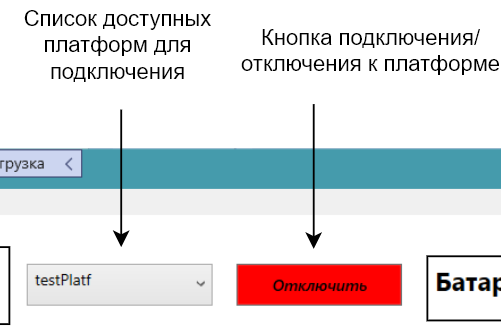 Список доступных
платформ для
подключения
Кнопка подключения/
отключения к платформе
грузка
testPlatf
Отключить
Батар